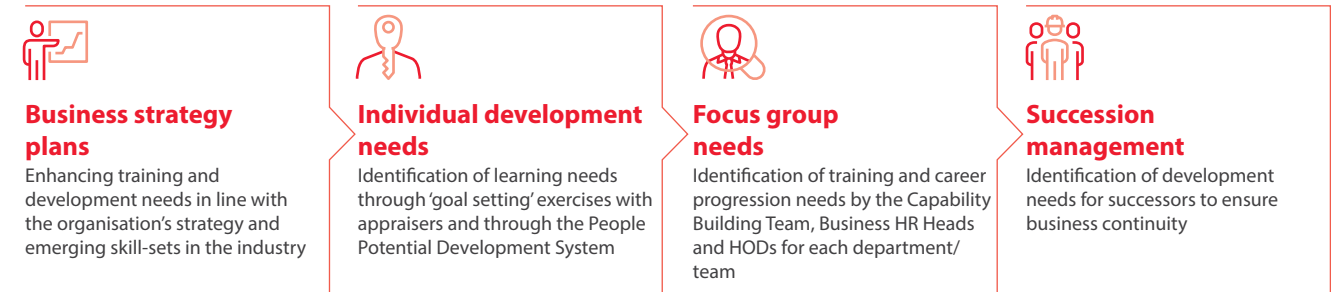 Business strategy
plans
Enhancing training and
development needs in line with
the organisation's strategy and
emerging skill-sets in the industry
Individual development
needs
Identification of learning needs
through 'goal setting' exercises with
appraisers and through the People
Potential Development System
Focus group
needs
Identification of training and career
progression needs by the Capability
Building Team, Business HR Heads
and HODs for each department/
team
Succession
management
Identification of development
needs for successors to ensure
business continuity